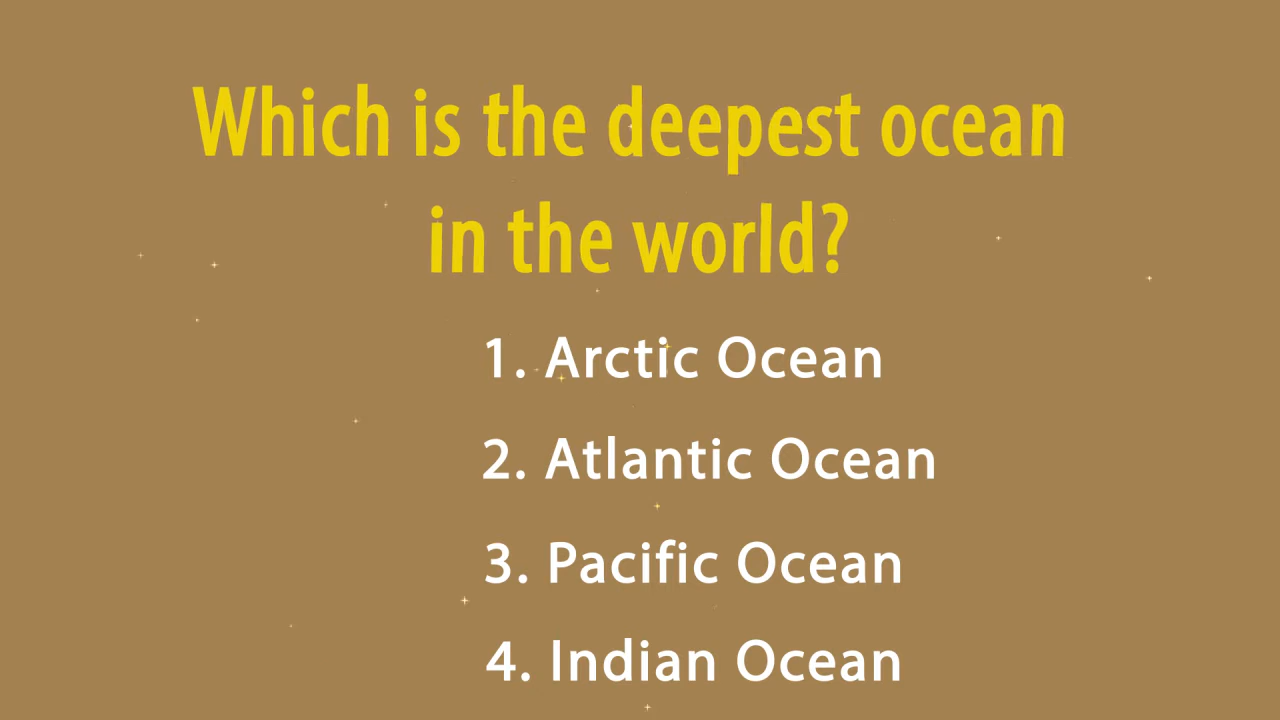 Which is the deepest ocean
in the world?
1. Arctic Ocean
2. Atlantic Ocean
3. Pacific Ocean
4. Indian Ocean